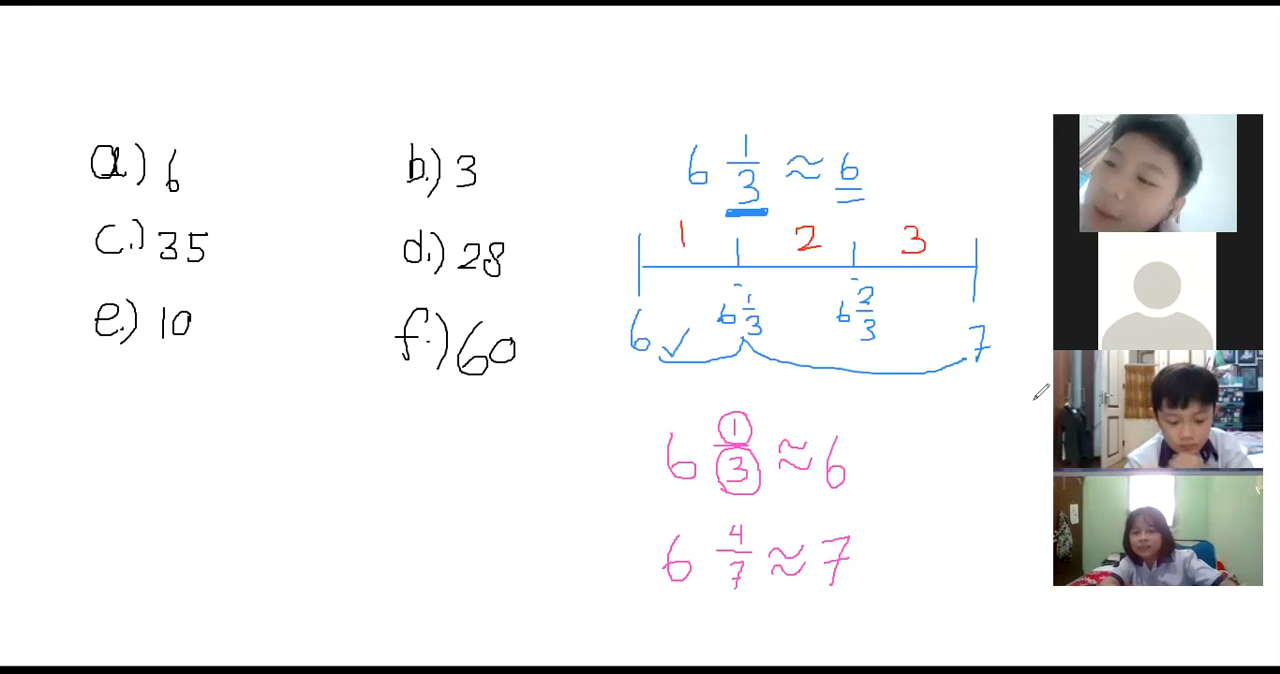 a.) 6
b.) 3
c.) 35
d.) 28
e.) 10
f.) 60
6 1/3 ≈ 6
1 2 3
6 6 1/3 6 2/3 7
6 1/3 ≈ 6
6 4/7 ≈ 7